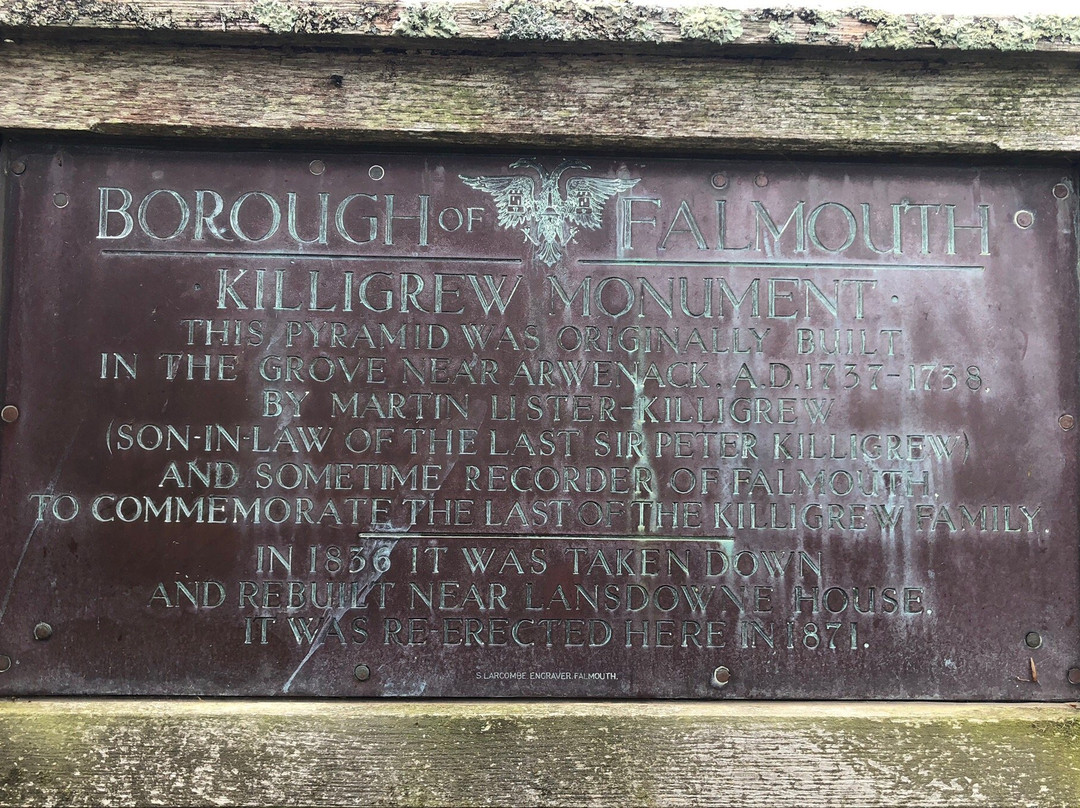 BOROUGH OF FALMOUTH
· KILLIGREW MONUMENT ·
THIS PYRAMID WAS ORIGINALLY BUILT
IN THE GROVE NEAR ARWENACK, A.D. 1737-1738,
BY MARTIN LISTER-KILLIGREW
(SON-IN-LAW OF THE LAST SIR PETER KILLIGREW)
AND SOMETIME RECORDER OF FALMOUTH,
TO COMMEMORATE THE LAST OF THE KILLIGREW FAMILY.
IN 1836 IT WAS TAKEN DOWN
AND REBUILT NEAR LANSDOWNE HOUSE.
IT WAS RE-ERECTED HERE IN 1871.
S. LARCOMBE ENGRAVER. FALMOUTH.